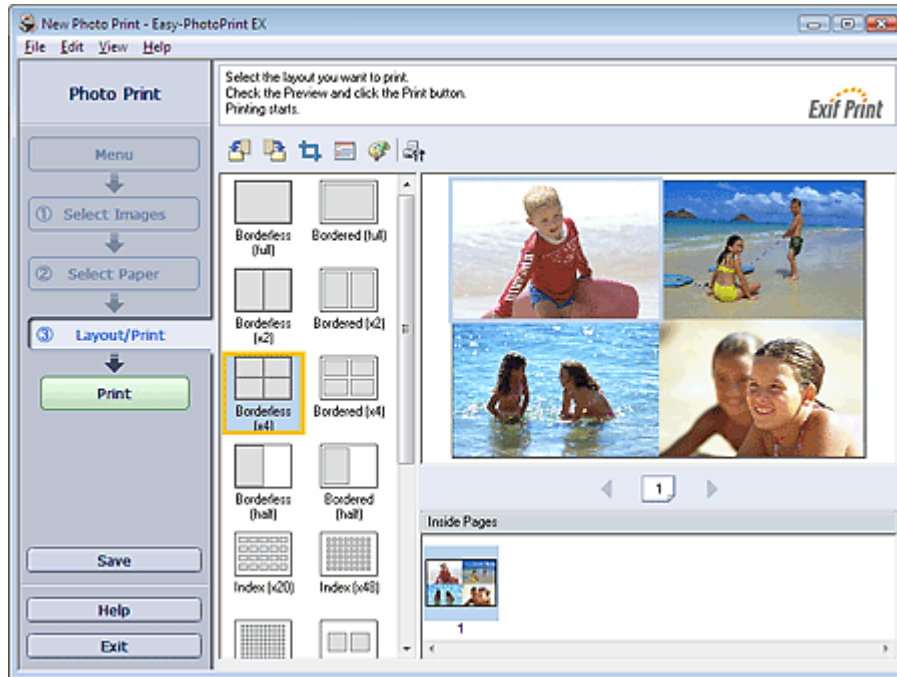 New Photo Print - Easy-PhotoPrint EX
File Edit View Help
Photo Print
Select the layout you want to print.
Check the Preview and click the Print button.
Printing starts.
Exif Print
Menu
① Select Images
② Select Paper
③ Layout/Print
Print
Save
Help
Exit
Borderless (full)
Bordered (full)
Borderless (x2)
Bordered (x2)
Borderless (x4)
Bordered (x4)
Borderless (half)
Bordered (half)
Index (x20)
Index (x48)
1
Inside Pages
1